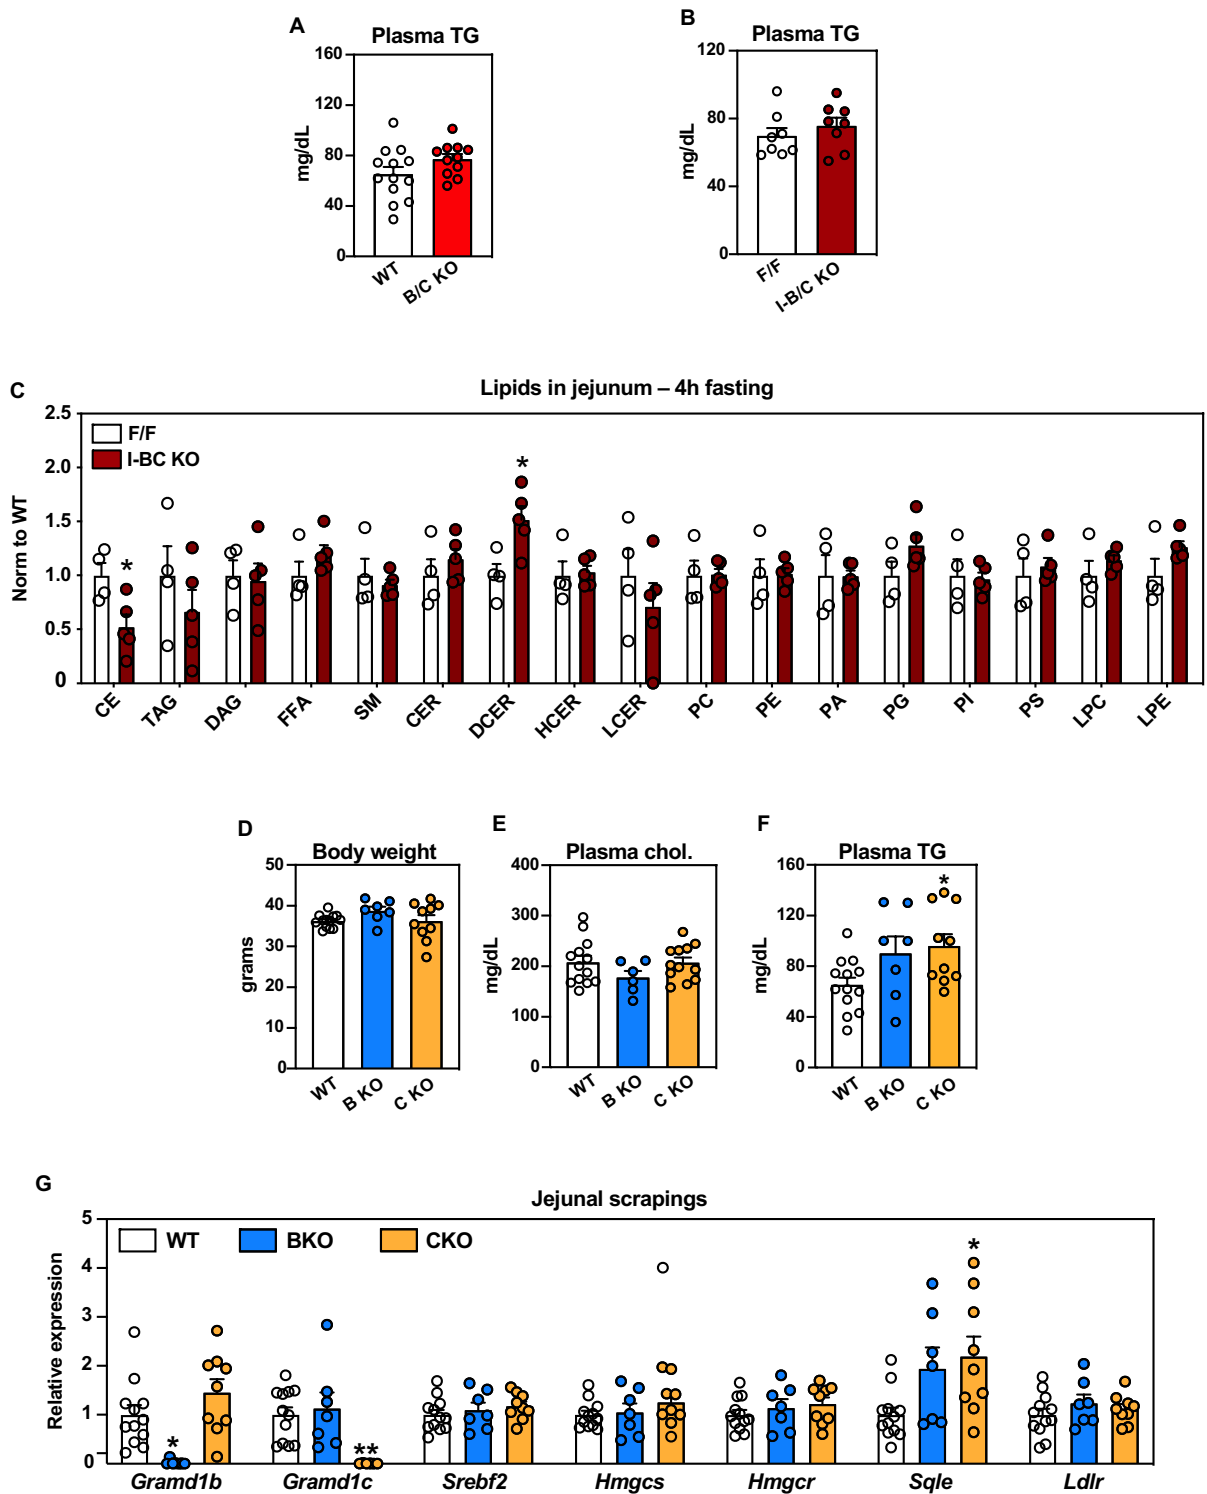 A
Plasma TG
160
120
80
40
0
mg/dL
WT
B/C KO
B
Plasma TG
120
80
40
0
mg/dL
F/F
I-B/C KO
C
Lipids in jejunum – 4h fasting
2.5
2.0
1.5
1.0
0.5
0
Norm to WT
F/F
I-BC KO
*
*
CE
TAG
DAG
FFA
SM
CER
DCER
HCER
LCER
PC
PE
PA
PG
PI
PS
LPC
LPE
D
Body weight
50
40
30
20
10
0
grams
WT
B KO
C KO
E
Plasma chol.
400
300
200
100
0
mg/dL
WT
B KO
C KO
F
Plasma TG
160
120
80
40
0
mg/dL
*
WT
B KO
C KO
G
Jejunal scrapings
5
4
3
2
1
0
Relative expression
WT
BKO
CKO
*
**
*
Gramd1b
Gramd1c
Srebf2
Hmgcs
Hmgcr
Sqle
Ldlr